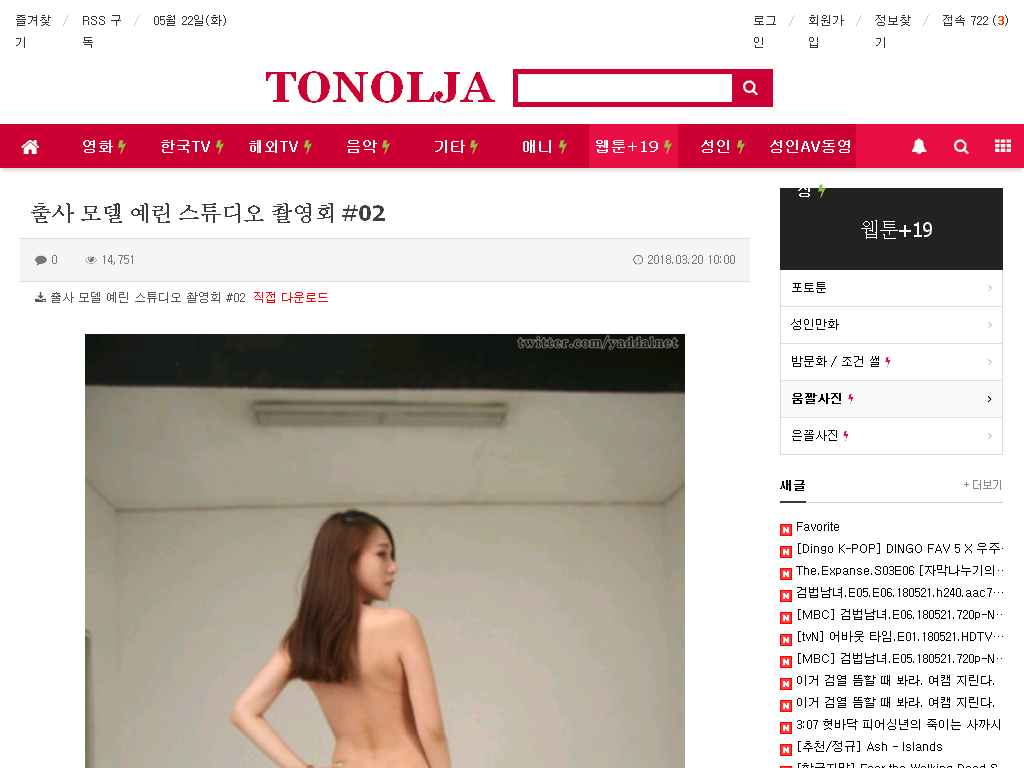 즐겨찾기
RSS 구독
05월 22일(화)
로그인
회원가입
정보찾기
접속 722 (3)
TONOLJA
영화
한국TV
해외TV
음악
기타
애니
웹툰+19
성인
성인AV동영상
출사 모델 예린 스튜디오 촬영회 #02
0
14,751
2018.03.20 10:00
출사 모델 예린 스튜디오 촬영회 #02 직접 다운로드
twitter.com/yaddalnet
웹툰+19
포토툰
성인만화
밤문화 / 조건 썰
움짤사진
은꼴사진
새글
+ 더보기
Favorite
[Dingo K-POP] DINGO FAV 5 X 우주…
The.Expanse.S03E06 [자막나누기의…
검법남녀.E05.E06.180521.h240.aac7…
[MBC] 검법남녀.E06.180521.720p-N…
[tvN] 어바웃 타임.E01.180521.HDTV…
[MBC] 검법남녀.E05.180521.720p-N…
이거 검열 뜸할 때 봐라. 여캠 지린다.
이거 검열 뜸할 때 봐라. 여캠 지린다.
3:07 혓바닥 피어싱년의 죽이는 사까시
[추천/정규] Ash - Islands